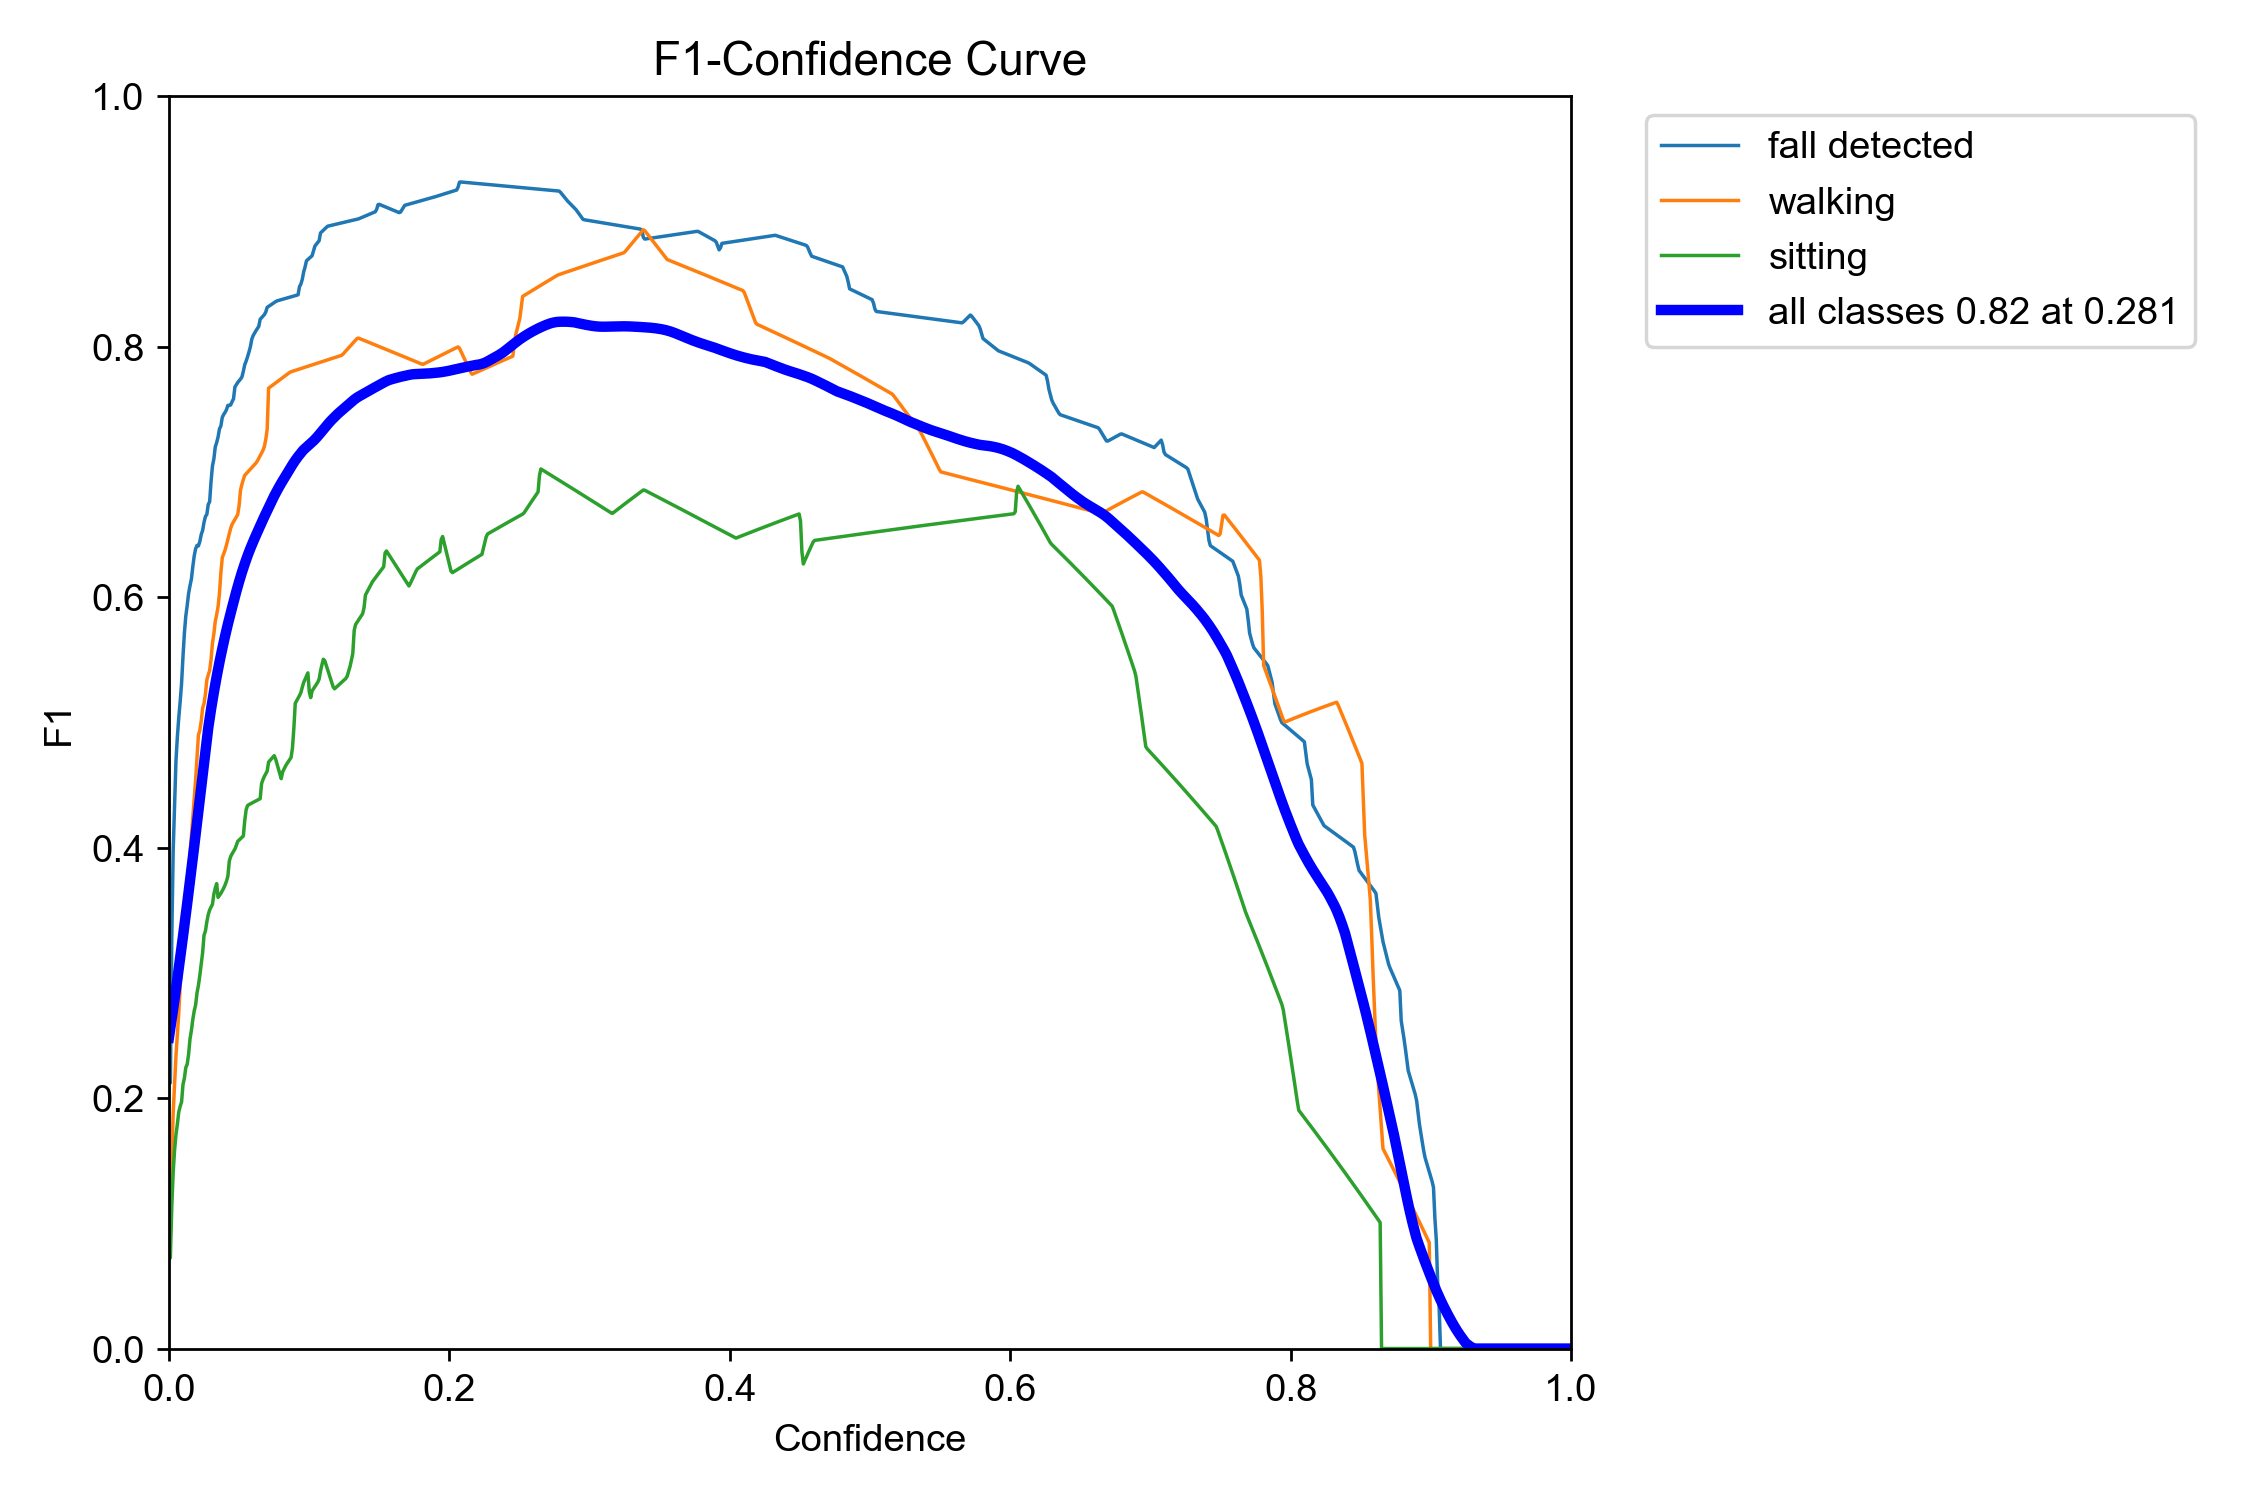 F1-Confidence Curve
1.0
0.8
0.6
0.4
0.2
0.0
F1
0.0 0.2 0.4 0.6 0.8 1.0
Confidence
fall detected
walking
sitting
all classes 0.82 at 0.281